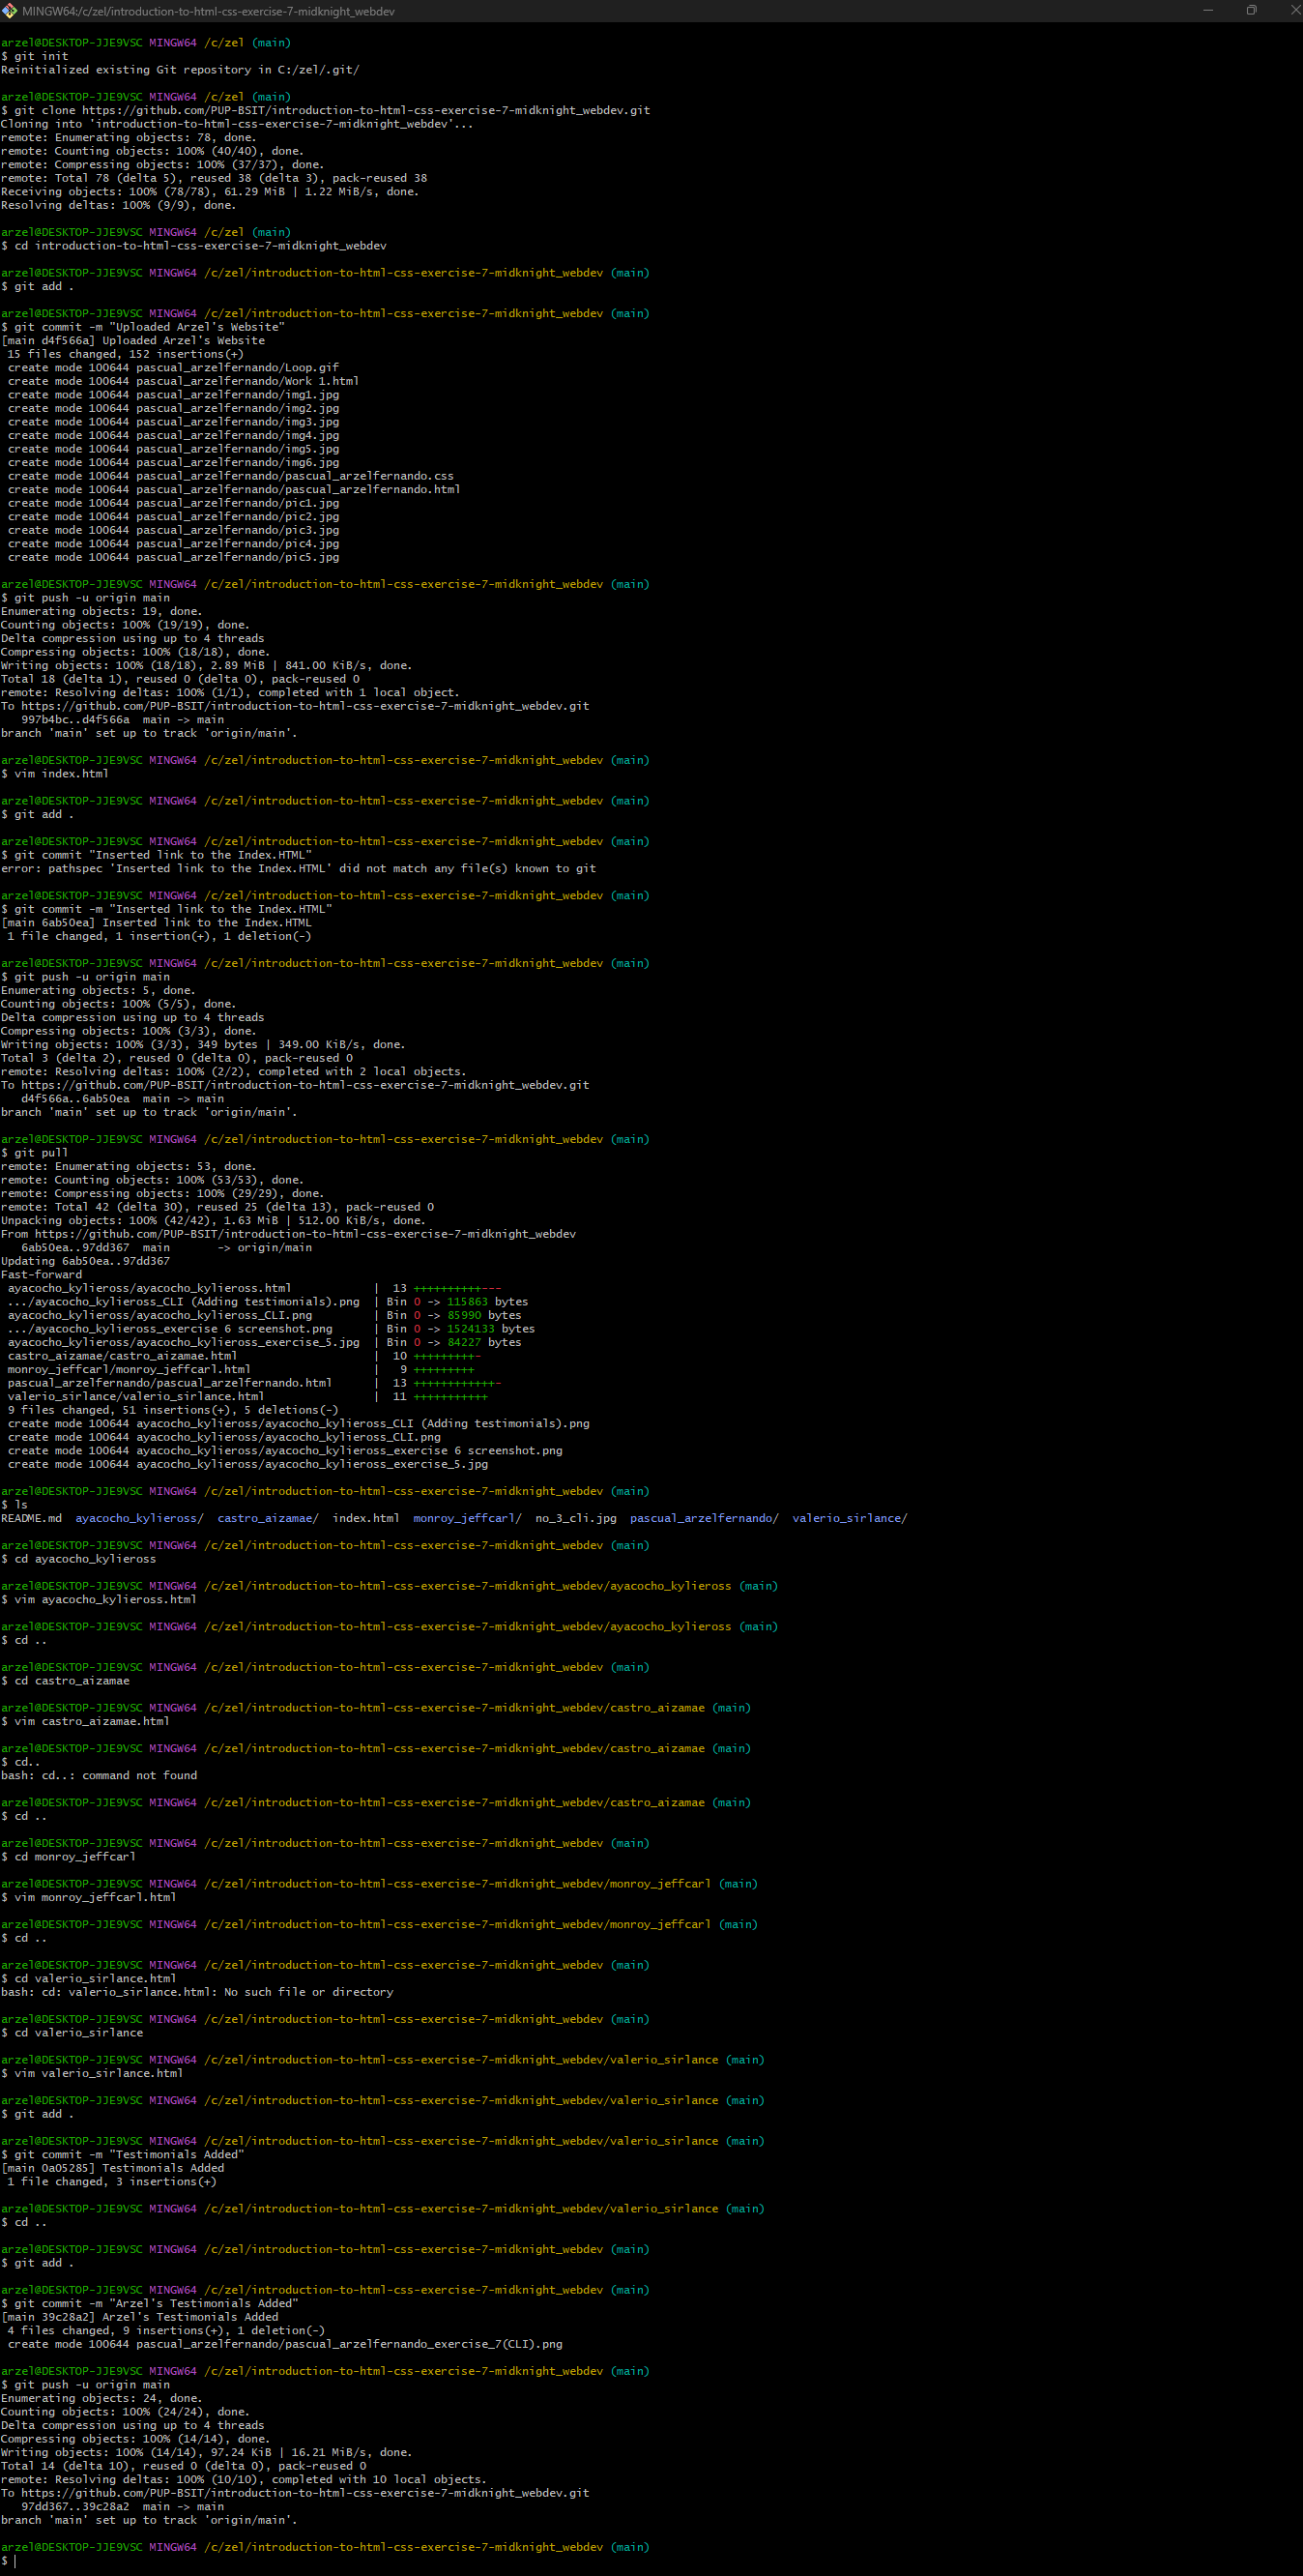 MINGW64:/c/zel/introduction-to-html-css-exercise-7-midknight_webdev
arzel@DESKTOP-JJE9VSC MINGW64 /c/zel (main)
$ git init
Reinitialized existing Git repository in C:/zel/.git/
arzel@DESKTOP-JJE9VSC MINGW64 /c/zel (main)
$ git clone https://github.com/PUP-BSIT/introduction-to-html-css-exercise-7-midknight_webdev.git
Cloning into 'introduction-to-html-css-exercise-7-midknight_webdev'...
remote: Enumerating objects: 78, done.
remote: Counting objects: 100% (40/40), done.
remote: Compressing objects: 100% (37/37), done.
remote: Total 78 (delta 5), reused 38 (delta 3), pack-reused 38
Receiving objects: 100% (78/78), 61.29 MiB | 1.22 MiB/s, done.
Resolving deltas: 100% (9/9), done.
arzel@DESKTOP-JJE9VSC MINGW64 /c/zel (main)
$ cd introduction-to-html-css-exercise-7-midknight_webdev
arzel@DESKTOP-JJE9VSC MINGW64 /c/zel/introduction-to-html-css-exercise-7-midknight_webdev (main)
$ git add .
arzel@DESKTOP-JJE9VSC MINGW64 /c/zel/introduction-to-html-css-exercise-7-midknight_webdev (main)
$ git commit -m "Uploaded Arzel's Website"
[main d4f566a] Uploaded Arzel's Website
 15 files changed, 152 insertions(+)
 create mode 100644 pascual_arzelfernando/Loop.gif
 create mode 100644 pascual_arzelfernando/Work 1.html
 create mode 100644 pascual_arzelfernando/img1.jpg
 create mode 100644 pascual_arzelfernando/img2.jpg
 create mode 100644 pascual_arzelfernando/img3.jpg
 create mode 100644 pascual_arzelfernando/img4.jpg
 create mode 100644 pascual_arzelfernando/img5.jpg
 create mode 100644 pascual_arzelfernando/img6.jpg
 create mode 100644 pascual_arzelfernando/pascual_arzelfernando.css
 create mode 100644 pascual_arzelfernando/pascual_arzelfernando.html
 create mode 100644 pascual_arzelfernando/pic1.jpg
 create mode 100644 pascual_arzelfernando/pic2.jpg
 create mode 100644 pascual_arzelfernando/pic3.jpg
 create mode 100644 pascual_arzelfernando/pic4.jpg
 create mode 100644 pascual_arzelfernando/pic5.jpg
arzel@DESKTOP-JJE9VSC MINGW64 /c/zel/introduction-to-html-css-exercise-7-midknight_webdev (main)
$ git push -u origin main
Enumerating objects: 19, done.
Counting objects: 100% (19/19), done.
Delta compression using up to 4 threads
Compressing objects: 100% (18/18), done.
Writing objects: 100% (18/18), 2.89 MiB | 841.00 KiB/s, done.
Total 18 (delta 1), reused 0 (delta 0), pack-reused 0
remote: Resolving deltas: 100% (1/1), completed with 1 local object.
To https://github.com/PUP-BSIT/introduction-to-html-css-exercise-7-midknight_webdev.git
   997b4bc..d4f566a  main -> main
branch 'main' set up to track 'origin/main'.
arzel@DESKTOP-JJE9VSC MINGW64 /c/zel/introduction-to-html-css-exercise-7-midknight_webdev (main)
$ vim index.html
arzel@DESKTOP-JJE9VSC MINGW64 /c/zel/introduction-to-html-css-exercise-7-midknight_webdev (main)
$ git add .
arzel@DESKTOP-JJE9VSC MINGW64 /c/zel/introduction-to-html-css-exercise-7-midknight_webdev (main)
$ git commit "Inserted link to the Index.HTML"
error: pathspec 'Inserted link to the Index.HTML' did not match any file(s) known to git
arzel@DESKTOP-JJE9VSC MINGW64 /c/zel/introduction-to-html-css-exercise-7-midknight_webdev (main)
$ git commit -m "Inserted link to the Index.HTML"
[main 6ab50ea] Inserted link to the Index.HTML
 1 file changed, 1 insertion(+), 1 deletion(-)
arzel@DESKTOP-JJE9VSC MINGW64 /c/zel/introduction-to-html-css-exercise-7-midknight_webdev (main)
$ git push -u origin main
Enumerating objects: 5, done.
Counting objects: 100% (5/5), done.
Delta compression using up to 4 threads
Compressing objects: 100% (3/3), done.
Writing objects: 100% (3/3), 349 bytes | 349.00 KiB/s, done.
Total 3 (delta 2), reused 0 (delta 0), pack-reused 0
remote: Resolving deltas: 100% (2/2), completed with 2 local objects.
To https://github.com/PUP-BSIT/introduction-to-html-css-exercise-7-midknight_webdev.git
   d4f566a..6ab50ea  main -> main
branch 'main' set up to track 'origin/main'.
arzel@DESKTOP-JJE9VSC MINGW64 /c/zel/introduction-to-html-css-exercise-7-midknight_webdev (main)
$ git pull
remote: Enumerating objects: 53, done.
remote: Counting objects: 100% (53/53), done.
remote: Compressing objects: 100% (29/29), done.
remote: Total 42 (delta 30), reused 25 (delta 13), pack-reused 0
Unpacking objects: 100% (42/42), 1.63 MiB | 512.00 KiB/s, done.
From https://github.com/PUP-BSIT/introduction-to-html-css-exercise-7-midknight_webdev
   6ab50ea..97dd367  main       -> origin/main
Updating 6ab50ea..97dd367
Fast-forward
 ayacocho_kylieross/ayacocho_kylieross.html            |  13 ++++++++++---
 .../ayacocho_kylieross_CLI (Adding testimonials).png  | Bin 0 -> 115863 bytes
 ayacocho_kylieross/ayacocho_kylieross_CLI.png         | Bin 0 -> 85990 bytes
 .../ayacocho_kylieross_exercise 6 screenshot.png      | Bin 0 -> 1524133 bytes
 ayacocho_kylieross/ayacocho_kylieross_exercise_5.jpg  | Bin 0 -> 84227 bytes
 castro_aizamae/castro_aizamae.html                    |  10 +++++++++-
 monroy_jeffcarl/monroy_jeffcarl.html                  |   9 +++++++++
 pascual_arzelfernando/pascual_arzelfernando.html      |  13 ++++++++++++-
 valerio_sirlance/valerio_sirlance.html                |  11 +++++++++++
 9 files changed, 51 insertions(+), 5 deletions(-)
 create mode 100644 ayacocho_kylieross/ayacocho_kylieross_CLI (Adding testimonials).png
 create mode 100644 ayacocho_kylieross/ayacocho_kylieross_CLI.png
 create mode 100644 ayacocho_kylieross/ayacocho_kylieross_exercise 6 screenshot.png
 create mode 100644 ayacocho_kylieross/ayacocho_kylieross_exercise_5.jpg
arzel@DESKTOP-JJE9VSC MINGW64 /c/zel/introduction-to-html-css-exercise-7-midknight_webdev (main)
$ ls
README.md  ayacocho_kylieross/  castro_aizamae/  index.html  monroy_jeffcarl/  no_3_cli.jpg  pascual_arzelfernando/  valerio_sirlance/
arzel@DESKTOP-JJE9VSC MINGW64 /c/zel/introduction-to-html-css-exercise-7-midknight_webdev (main)
$ cd ayacocho_kylieross
arzel@DESKTOP-JJE9VSC MINGW64 /c/zel/introduction-to-html-css-exercise-7-midknight_webdev/ayacocho_kylieross (main)
$ vim ayacocho_kylieross.html
arzel@DESKTOP-JJE9VSC MINGW64 /c/zel/introduction-to-html-css-exercise-7-midknight_webdev/ayacocho_kylieross (main)
$ cd ..
arzel@DESKTOP-JJE9VSC MINGW64 /c/zel/introduction-to-html-css-exercise-7-midknight_webdev (main)
$ cd castro_aizamae
arzel@DESKTOP-JJE9VSC MINGW64 /c/zel/introduction-to-html-css-exercise-7-midknight_webdev/castro_aizamae (main)
$ vim castro_aizamae.html
arzel@DESKTOP-JJE9VSC MINGW64 /c/zel/introduction-to-html-css-exercise-7-midknight_webdev/castro_aizamae (main)
$ cd..
bash: cd..: command not found
arzel@DESKTOP-JJE9VSC MINGW64 /c/zel/introduction-to-html-css-exercise-7-midknight_webdev/castro_aizamae (main)
$ cd ..
arzel@DESKTOP-JJE9VSC MINGW64 /c/zel/introduction-to-html-css-exercise-7-midknight_webdev (main)
$ cd monroy_jeffcarl
arzel@DESKTOP-JJE9VSC MINGW64 /c/zel/introduction-to-html-css-exercise-7-midknight_webdev/monroy_jeffcarl (main)
$ vim monroy_jeffcarl.html
arzel@DESKTOP-JJE9VSC MINGW64 /c/zel/introduction-to-html-css-exercise-7-midknight_webdev/monroy_jeffcarl (main)
$ cd ..
arzel@DESKTOP-JJE9VSC MINGW64 /c/zel/introduction-to-html-css-exercise-7-midknight_webdev (main)
$ cd valerio_sirlance.html
bash: cd: valerio_sirlance.html: No such file or directory
arzel@DESKTOP-JJE9VSC MINGW64 /c/zel/introduction-to-html-css-exercise-7-midknight_webdev (main)
$ cd valerio_sirlance
arzel@DESKTOP-JJE9VSC MINGW64 /c/zel/introduction-to-html-css-exercise-7-midknight_webdev/valerio_sirlance (main)
$ vim valerio_sirlance.html
arzel@DESKTOP-JJE9VSC MINGW64 /c/zel/introduction-to-html-css-exercise-7-midknight_webdev/valerio_sirlance (main)
$ git add .
arzel@DESKTOP-JJE9VSC MINGW64 /c/zel/introduction-to-html-css-exercise-7-midknight_webdev/valerio_sirlance (main)
$ git commit -m "Testimonials Added"
[main 0a05285] Testimonials Added
 1 file changed, 3 insertions(+)
arzel@DESKTOP-JJE9VSC MINGW64 /c/zel/introduction-to-html-css-exercise-7-midknight_webdev/valerio_sirlance (main)
$ cd ..
arzel@DESKTOP-JJE9VSC MINGW64 /c/zel/introduction-to-html-css-exercise-7-midknight_webdev (main)
$ git add .
arzel@DESKTOP-JJE9VSC MINGW64 /c/zel/introduction-to-html-css-exercise-7-midknight_webdev (main)
$ git commit -m "Arzel's Testimonials Added"
[main 39c28a2] Arzel's Testimonials Added
 4 files changed, 9 insertions(+), 1 deletion(-)
 create mode 100644 pascual_arzelfernando/pascual_arzelfernando_exercise_7(CLI).png
arzel@DESKTOP-JJE9VSC MINGW64 /c/zel/introduction-to-html-css-exercise-7-midknight_webdev (main)
$ git push -u origin main
Enumerating objects: 24, done.
Counting objects: 100% (24/24), done.
Delta compression using up to 4 threads
Compressing objects: 100% (14/14), done.
Writing objects: 100% (14/14), 97.24 KiB | 16.21 MiB/s, done.
Total 14 (delta 10), reused 0 (delta 0), pack-reused 0
remote: Resolving deltas: 100% (10/10), completed with 10 local objects.
To https://github.com/PUP-BSIT/introduction-to-html-css-exercise-7-midknight_webdev.git
   97dd367..39c28a2  main -> main
branch 'main' set up to track 'origin/main'.
arzel@DESKTOP-JJE9VSC MINGW64 /c/zel/introduction-to-html-css-exercise-7-midknight_webdev (main)
$